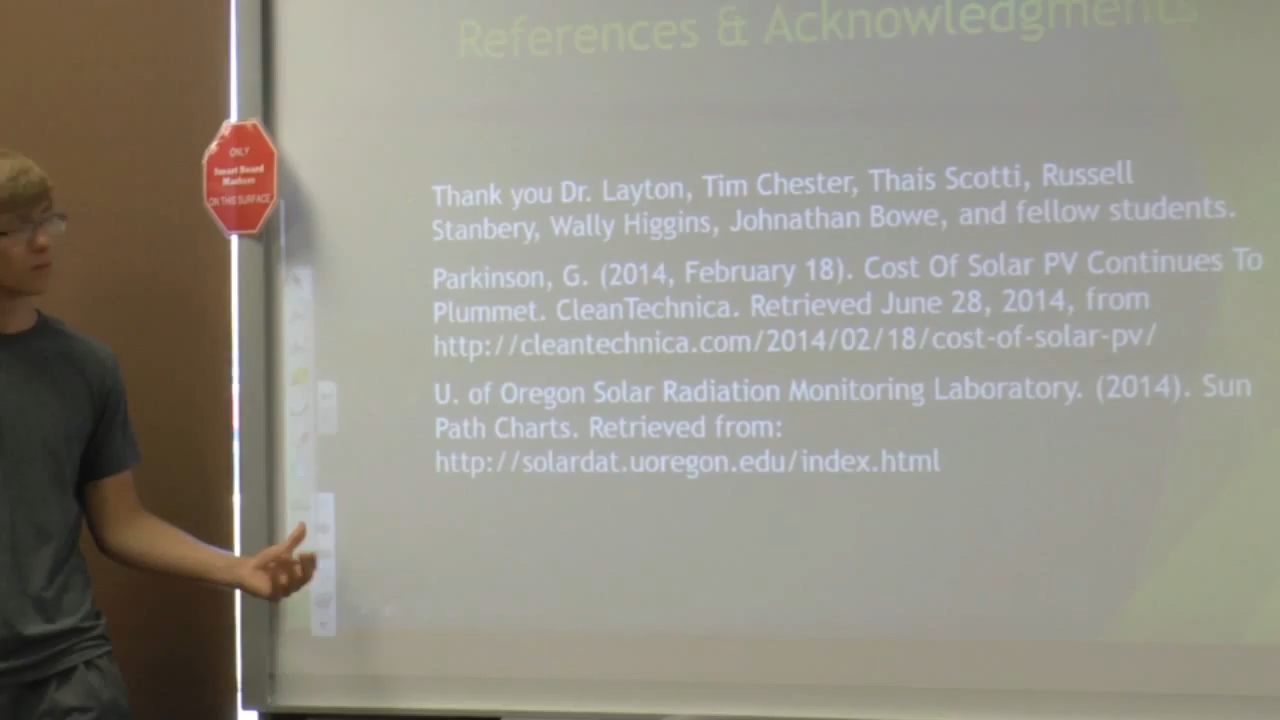 References & Acknowledgments
ONLY
Smart Board
Markers
ON THIS SURFACE
Thank you Dr. Layton, Tim Chester, Thais Scotti, Russell
Stanbery, Wally Higgins, Johnathan Bowe, and fellow students.
Parkinson, G. (2014, February 18). Cost Of Solar PV Continues To
Plummet. CleanTechnica. Retrieved June 28, 2014, from
http://cleantechnica.com/2014/02/18/cost-of-solar-pv/
U. of Oregon Solar Radiation Monitoring Laboratory. (2014). Sun
Path Charts. Retrieved from:
http://solardat.uoregon.edu/index.html